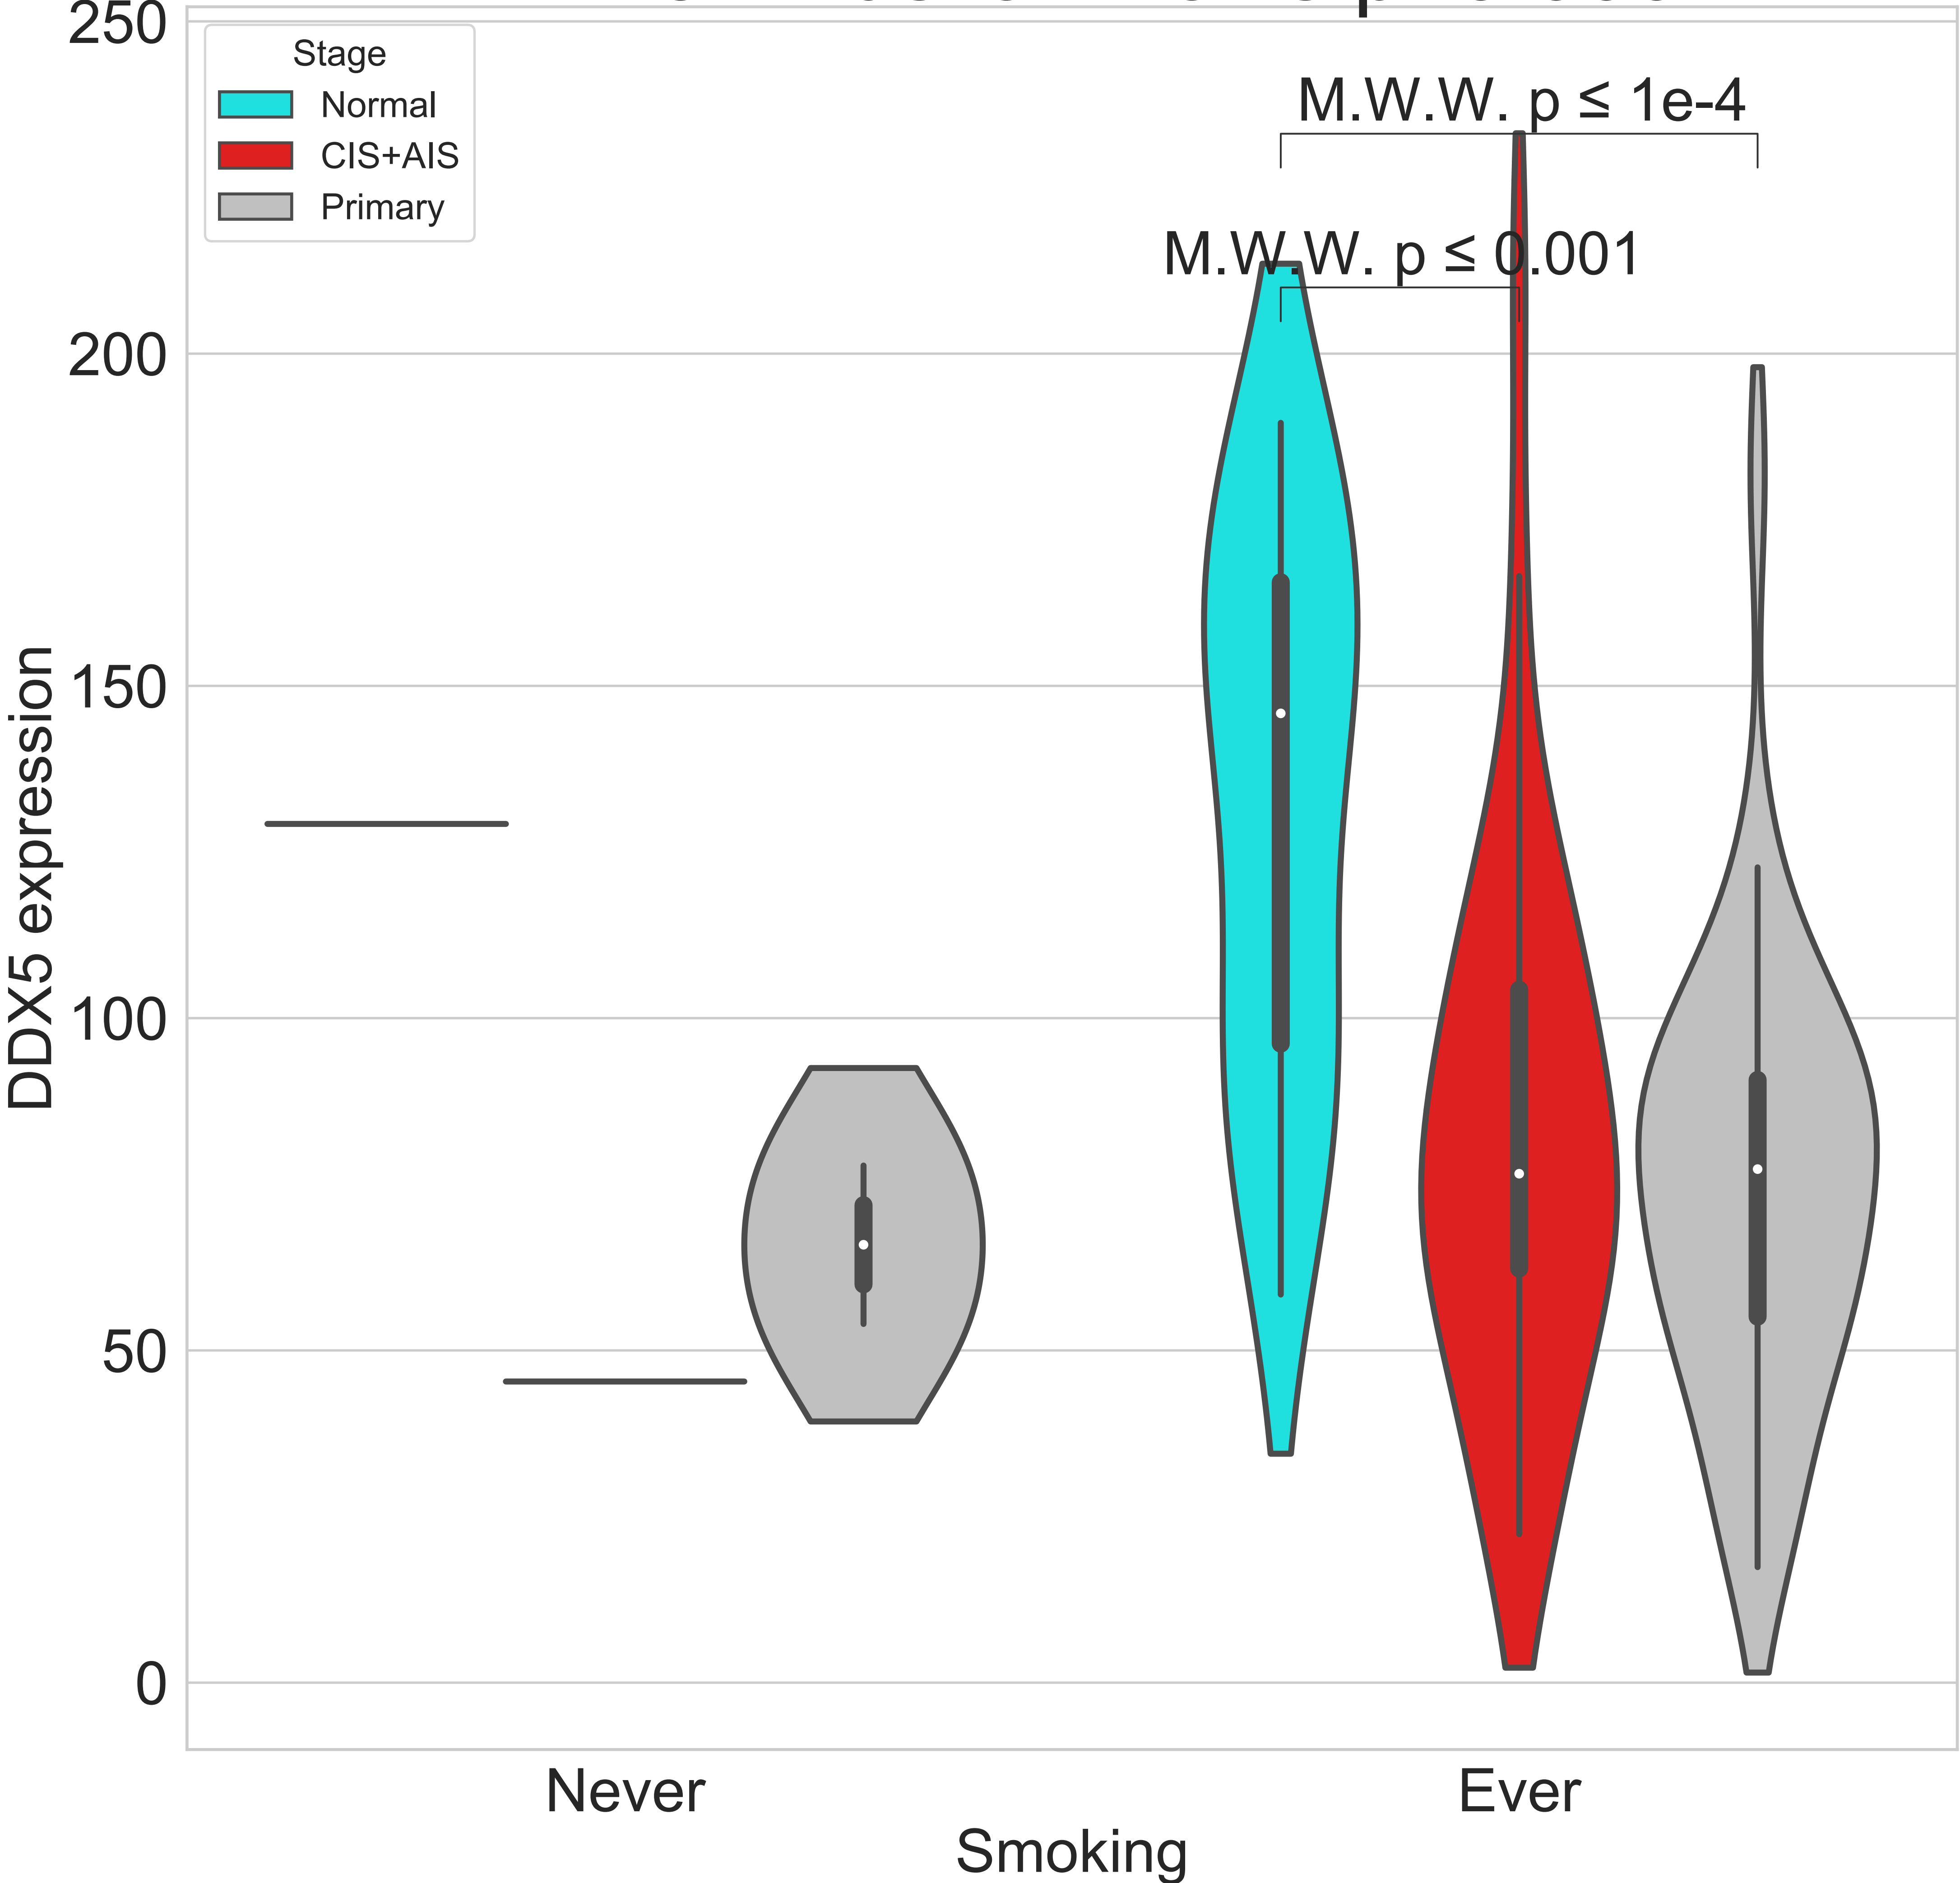 250
Stage
Normal
CIS+AIS
Primary
M.W.W. p ≤ 1e-4
M.W.W. p ≤ 0.001
200
150
100
50
0
DDX5 expression
Never
Ever
Smoking